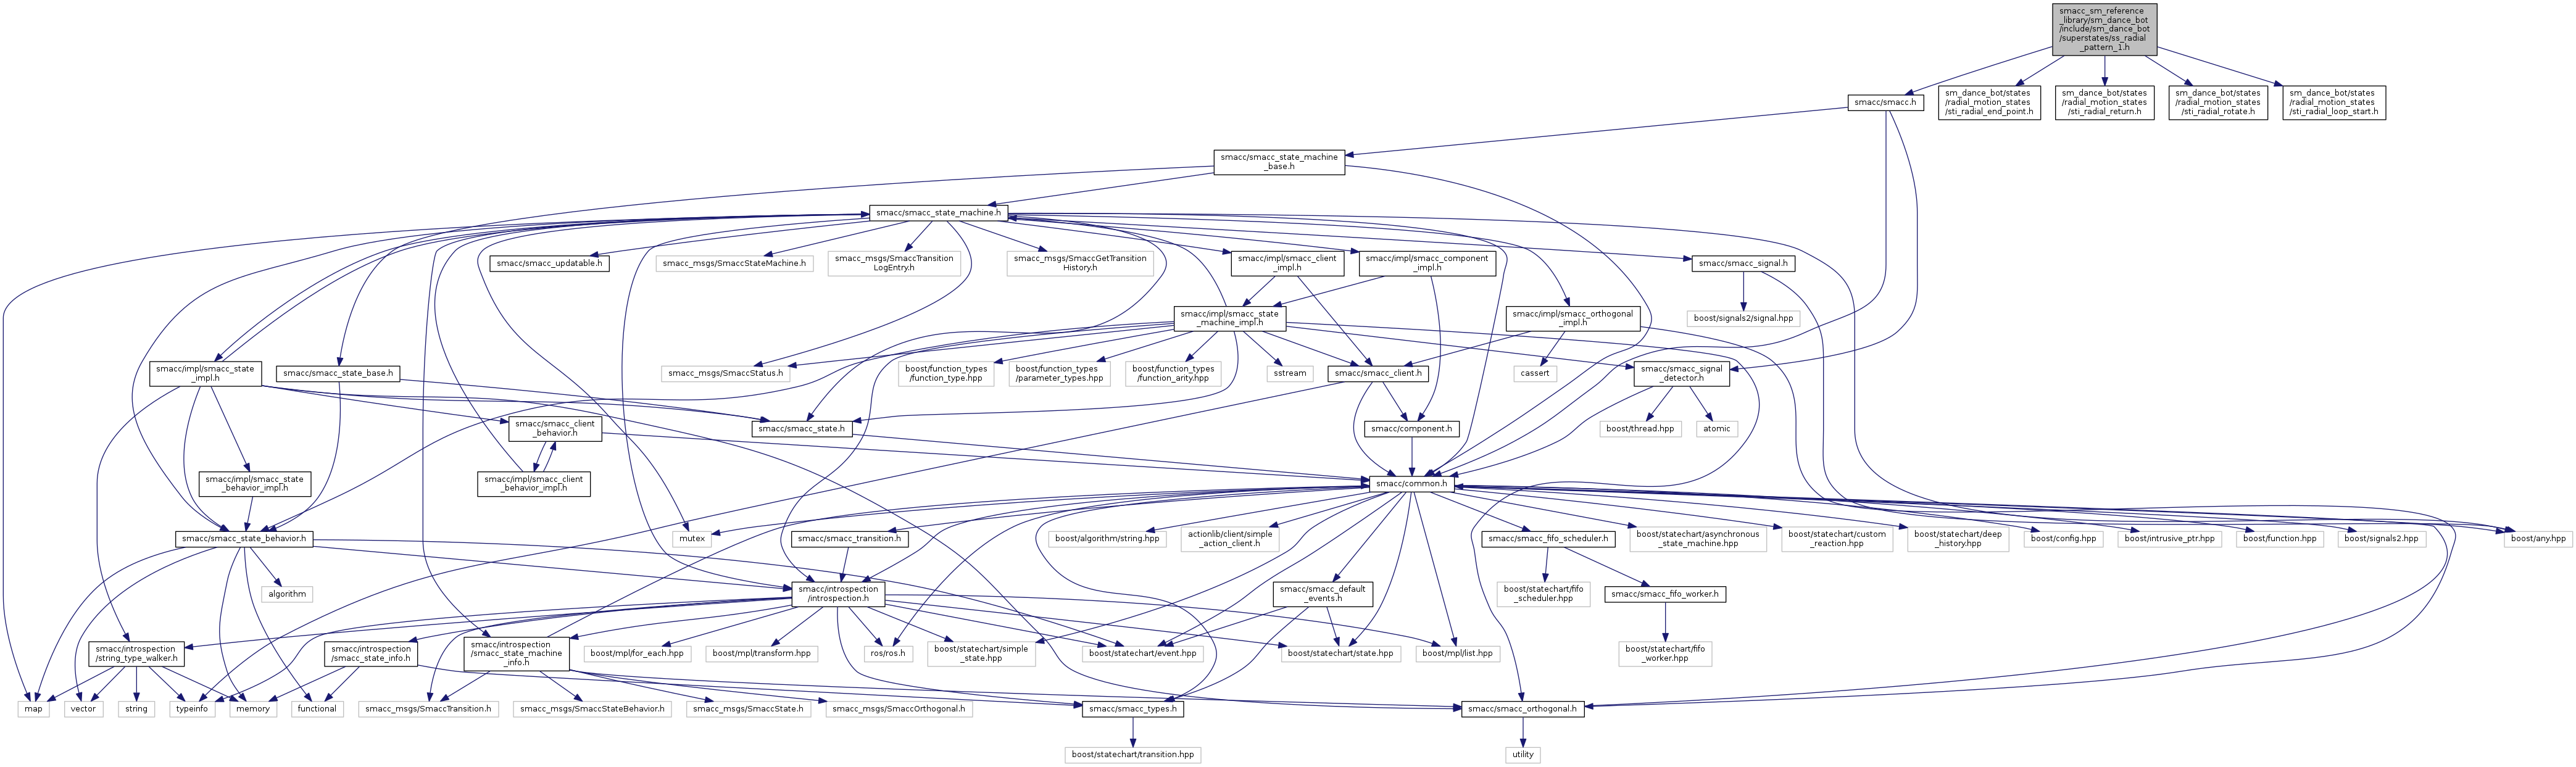 smacc_sm_reference
_library/sm_dance_bot
/include/sm_dance_bot
/superstates/ss_radial
_pattern_1.h
smacc/smacc.h
sm_dance_bot/states
/radial_motion_states
/sti_radial_end_point.h
sm_dance_bot/states
/radial_motion_states
/sti_radial_return.h
sm_dance_bot/states
/radial_motion_states
/sti_radial_rotate.h
sm_dance_bot/states
/radial_motion_states
/sti_radial_loop_start.h
smacc/smacc_state_machine
_base.h
smacc/smacc_state_machine.h
smacc/smacc_updatable.h
smacc_msgs/SmaccStateMachine.h
smacc_msgs/SmaccTransition
LogEntry.h
smacc_msgs/SmaccGetTransition
History.h
smacc/impl/smacc_client
_impl.h
smacc/impl/smacc_component
_impl.h
smacc/smacc_signal.h
smacc/impl/smacc_state
_machine_impl.h
smacc/impl/smacc_orthogonal
_impl.h
boost/signals2/signal.hpp
smacc/impl/smacc_state
_impl.h
smacc/smacc_state_base.h
smacc_msgs/SmaccStatus.h
boost/function_types
/function_type.hpp
boost/function_types
/parameter_types.hpp
boost/function_types
/function_arity.hpp
sstream
smacc/smacc_client.h
cassert
smacc/smacc_signal
_detector.h
smacc/smacc_client
_behavior.h
smacc/smacc_state.h
smacc/component.h
boost/thread.hpp
atomic
smacc/impl/smacc_state
_behavior_impl.h
smacc/impl/smacc_client
_behavior_impl.h
smacc/common.h
smacc/smacc_state_behavior.h
mutex
smacc/smacc_transition.h
boost/algorithm/string.hpp
actionlib/client/simple
_action_client.h
smacc/smacc_fifo_scheduler.h
boost/statechart/asynchronous
_state_machine.hpp
boost/statechart/custom
_reaction.hpp
boost/statechart/deep
_history.hpp
boost/config.hpp
boost/intrusive_ptr.hpp
boost/function.hpp
boost/signals2.hpp
boost/any.hpp
algorithm
smacc/introspection
/introspection.h
smacc/smacc_default
_events.h
boost/statechart/fifo
_scheduler.hpp
smacc/smacc_fifo_worker.h
smacc/introspection
/string_type_walker.h
smacc/introspection
/smacc_state_info.h
smacc/introspection
/smacc_state_machine
_info.h
boost/mpl/for_each.hpp
boost/mpl/transform.hpp
ros/ros.h
boost/statechart/simple
_state.hpp
boost/statechart/event.hpp
boost/statechart/state.hpp
boost/mpl/list.hpp
boost/statechart/fifo
_worker.hpp
map
vector
string
typeinfo
memory
functional
smacc_msgs/SmaccTransition.h
smacc_msgs/SmaccStateBehavior.h
smacc_msgs/SmaccState.h
smacc_msgs/SmaccOrthogonal.h
smacc/smacc_types.h
smacc/smacc_orthogonal.h
boost/statechart/transition.hpp
utility